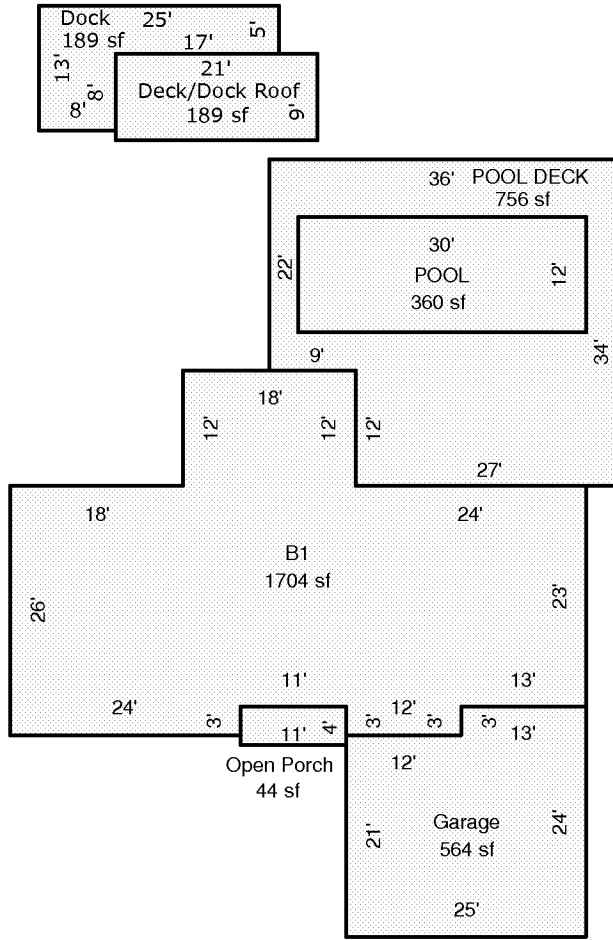 Dock
25'
5'
189 sf
17'
13'
21'
8'
Deck/Dock Roof
8'
189 sf
9'
36'
POOL DECK
756 sf
30'
22'
POOL
12'
360 sf
34'
9'
18'
12'
12'
12'
27'
18'
24'
B1
1704 sf
26'
23'
11'
13'
24'
3'
11'
4'
3'
12'
3'
3'
13'
Open Porch
44 sf
12'
21'
Garage
564 sf
24'
25'